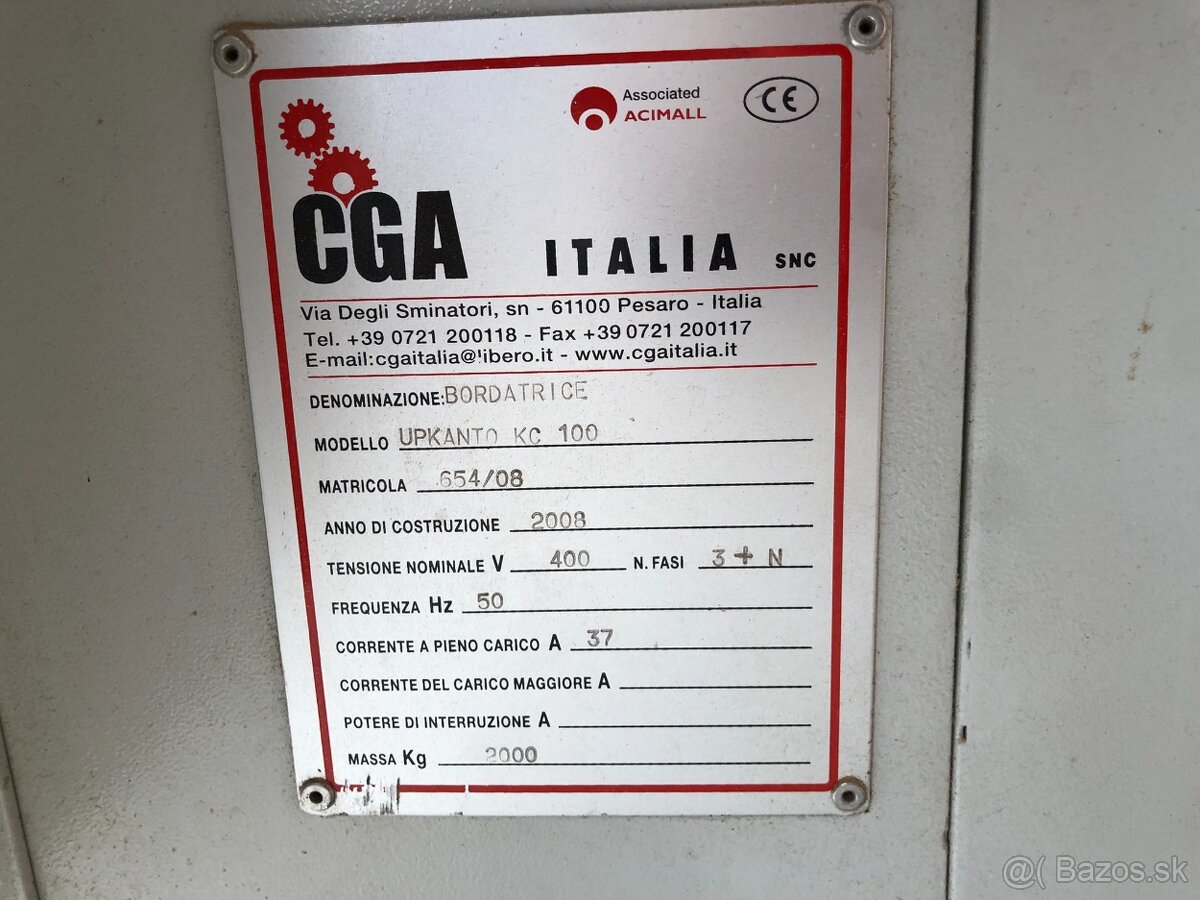 Associated
ACIMALL
CE
CGA ITALIA SNC
Via Degli Sminatori, sn - 61100 Pesaro - Italia
Tel. +39 0721 200118 - Fax +39 0721 200117
E-mail:cgaitalia@libero.it - www.cgaitalia.it
DENOMINAZIONE: BORDATRICE
MODELLO UPKANTO KC 100
MATRICOLA 654/08
ANNO DI COSTRUZIONE 2008
TENSIONE NOMINALE V 400 N. FASI 3 + N
FREQUENZA Hz 50
CORRENTE A PIENO CARICO A 37
CORRENTE DEL CARICO MAGGIORE A
POTERE DI INTERRUZIONE A
MASSA Kg 2000
@( Bazos.sk